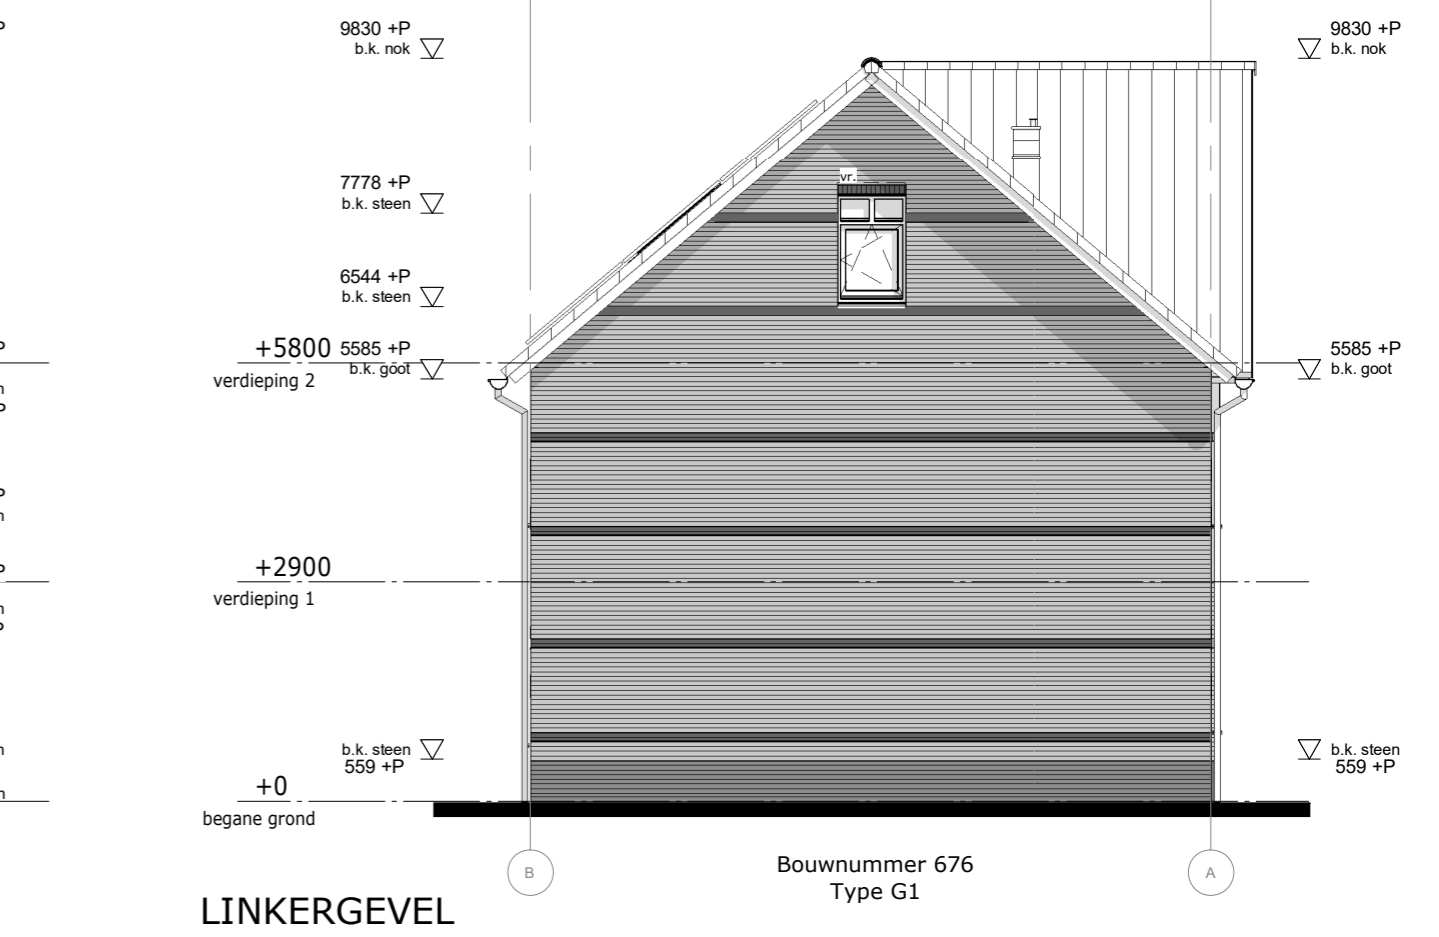 9830 +P
b.k. nok
9830 +P
b.k. nok
vr.
7778 +P
b.k. steen
6544 +P
b.k. steen
+5800
verdieping 2
5585 +P
b.k. goot
5585 +P
b.k. goot
+2900
verdieping 1
b.k. steen
559 +P
b.k. steen
559 +P
+0
begane grond
B
A
Bouwnummer 676
Type G1
LINKERGEVEL